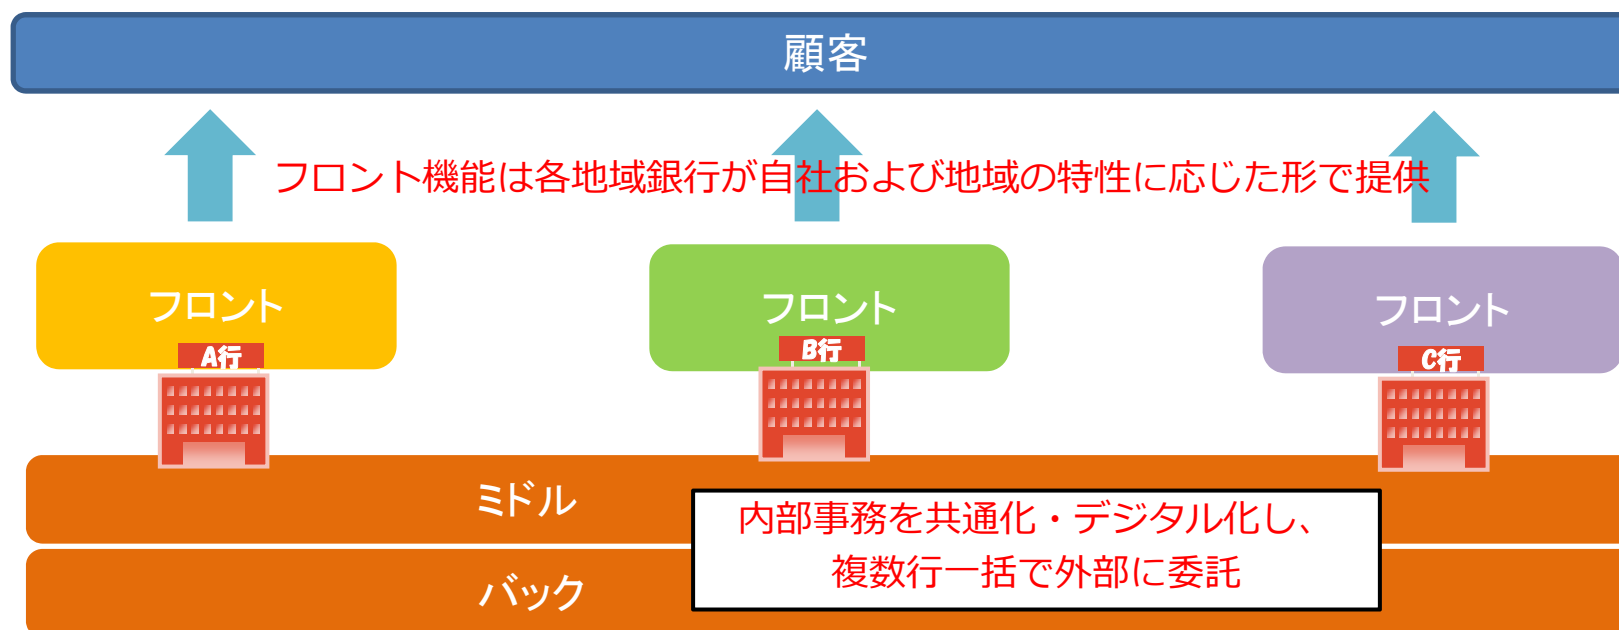 顧客
フロント機能は各地域銀行が自社および地域の特性に応じた形で提供
フロント
フロント
フロント
A行
B行
C行
ミドル
内部事務を共通化・デジタル化し、
複数行一括で外部に委託
バック